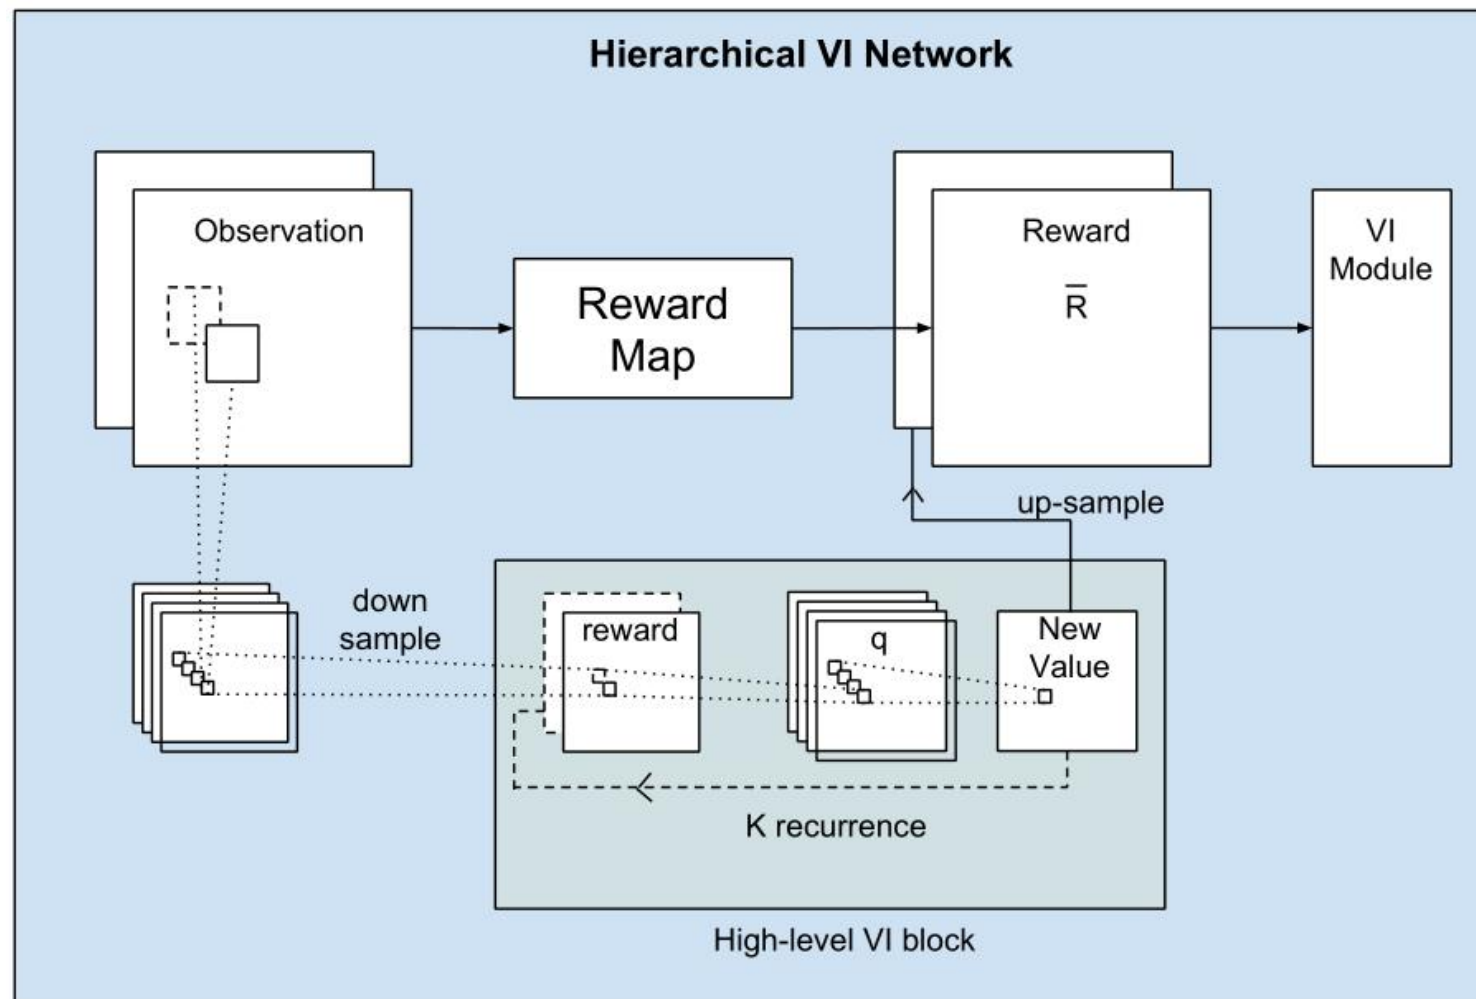 Hierarchical VI Network
Observation
Reward
Map
Reward
R̅
VI
Module
up-sample
down
sample
reward
q
New
Value
K recurrence
High-level VI block